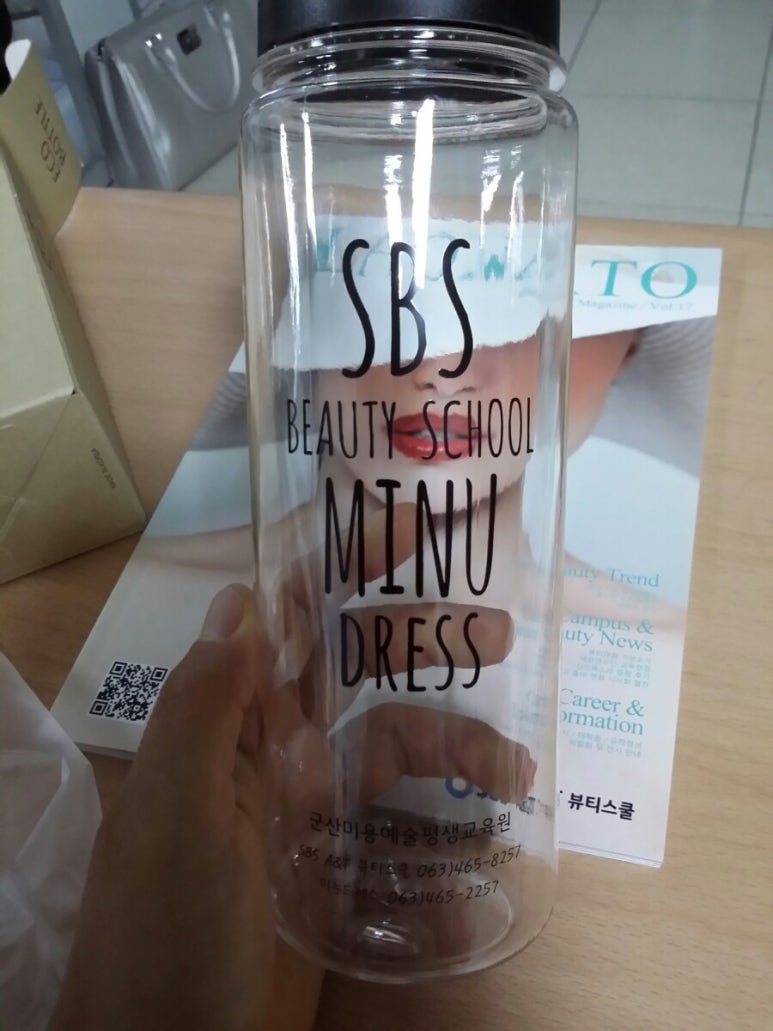 SBS
BEAUTY SCHOOL
MINU
DRESS
군산미용예술평생교육원
SBS A&T 뷰티스쿨 063)465-8257
미누드레스 063)465-2257
ECO
BOTTLE
TO
Magazine / Vol.17
Beauty Trend
Campus &
Beauty News
Career &
뷰티스쿨